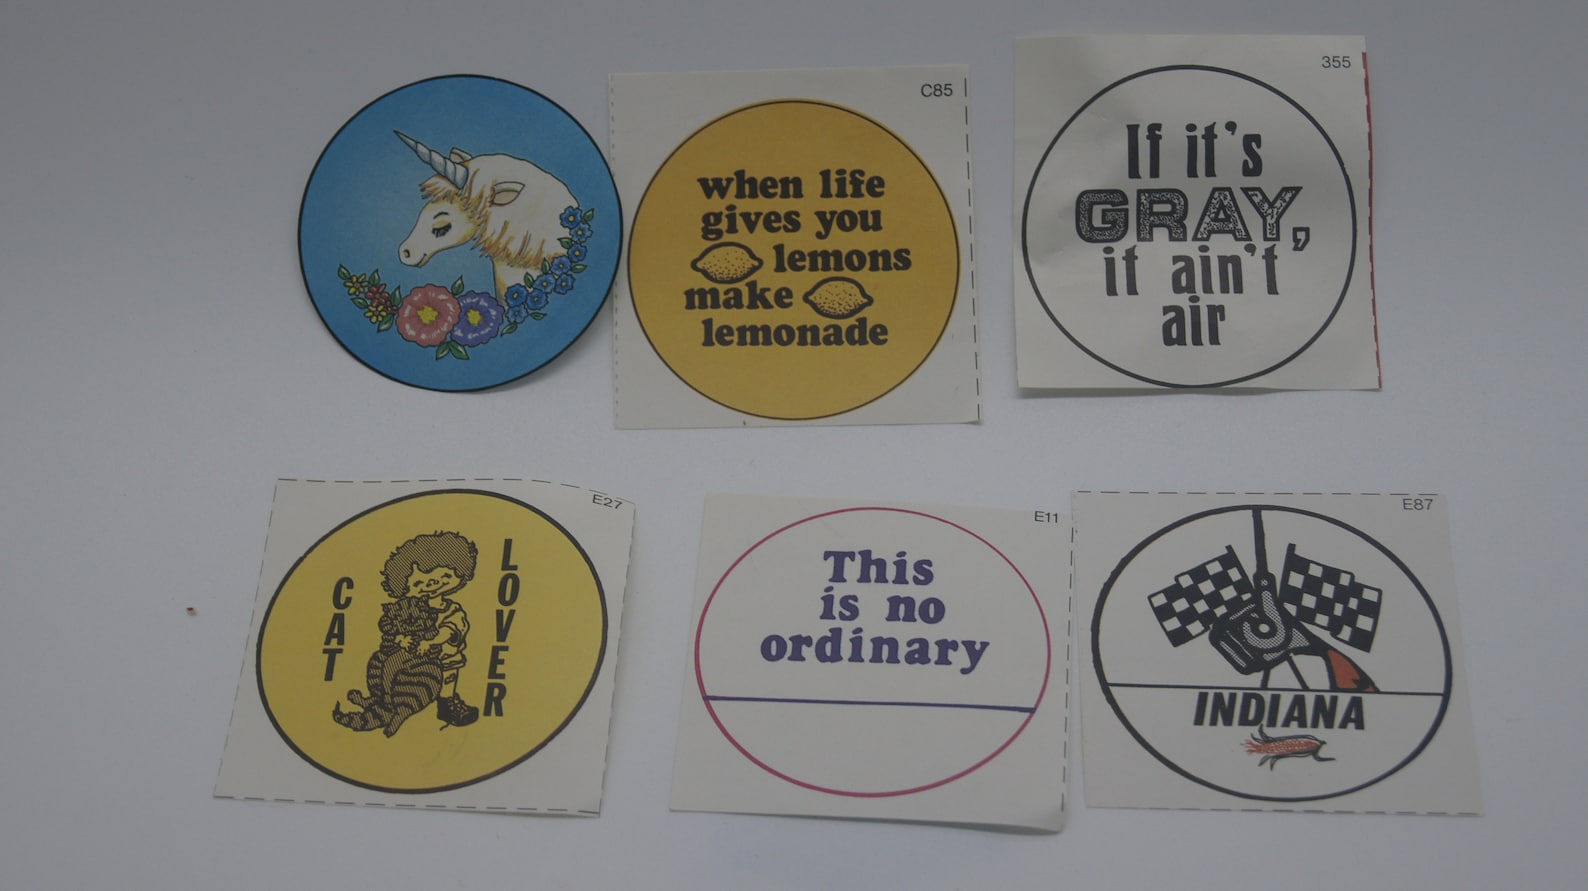 C85
when life
gives you
lemons
make
lemonade
355
If it's
GRAY,
it ain't
air
E27
CAT
LOVER
E11
This
is no
ordinary
E87
INDIANA